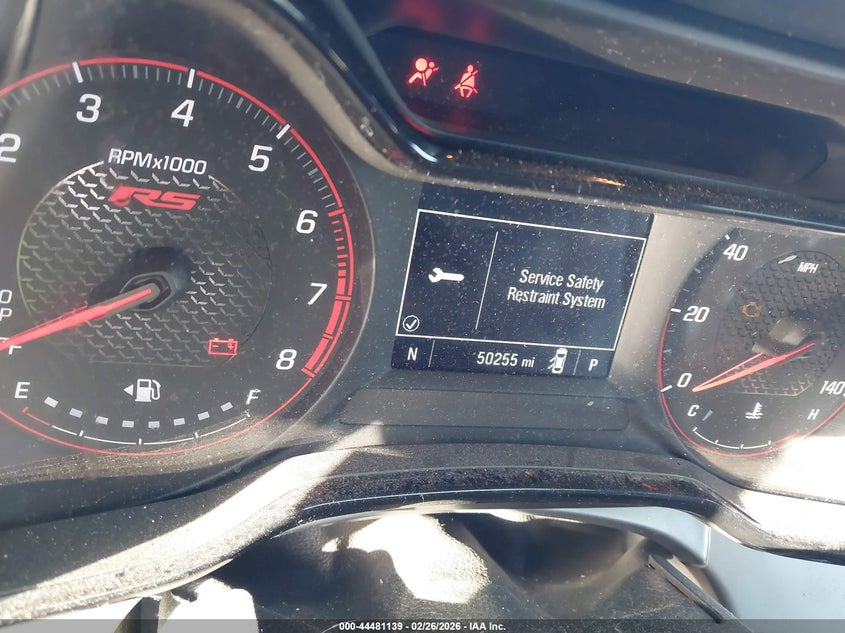 2
3
4
5
6
7
8
RPMx1000
RS
P
F
E F
Service Safety
Restraint System
N 50255 mi P
0
20
40
140
MPH
C H
000-44481139 - 02/26/2026 - IAA Inc.